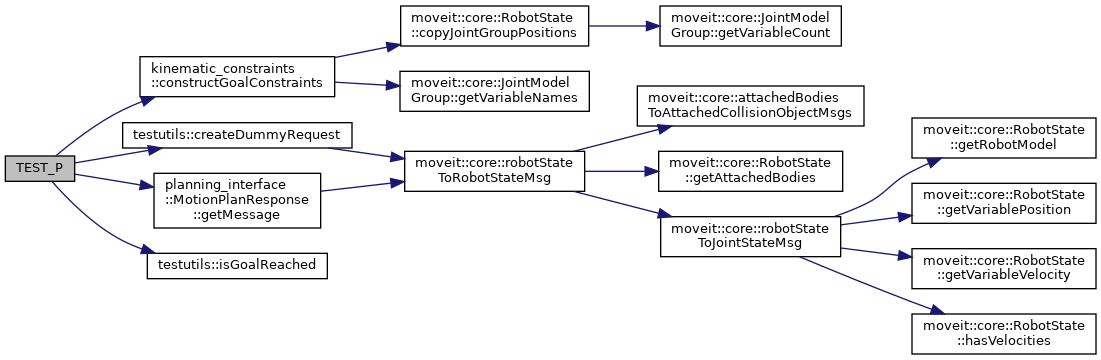 TEST_P
kinematic_constraints
::constructGoalConstraints
moveit::core::RobotState
::copyJointGroupPositions
moveit::core::JointModel
Group::getVariableCount
moveit::core::JointModel
Group::getVariableNames
testutils::createDummyRequest
moveit::core::robotState
ToRobotStateMsg
moveit::core::attachedBodies
ToAttachedCollisionObjectMsgs
moveit::core::RobotState
::getAttachedBodies
moveit::core::robotState
ToJointStateMsg
moveit::core::RobotState
::getRobotModel
moveit::core::RobotState
::getVariablePosition
moveit::core::RobotState
::getVariableVelocity
moveit::core::RobotState
::hasVelocities
planning_interface
::MotionPlanResponse
::getMessage
testutils::isGoalReached